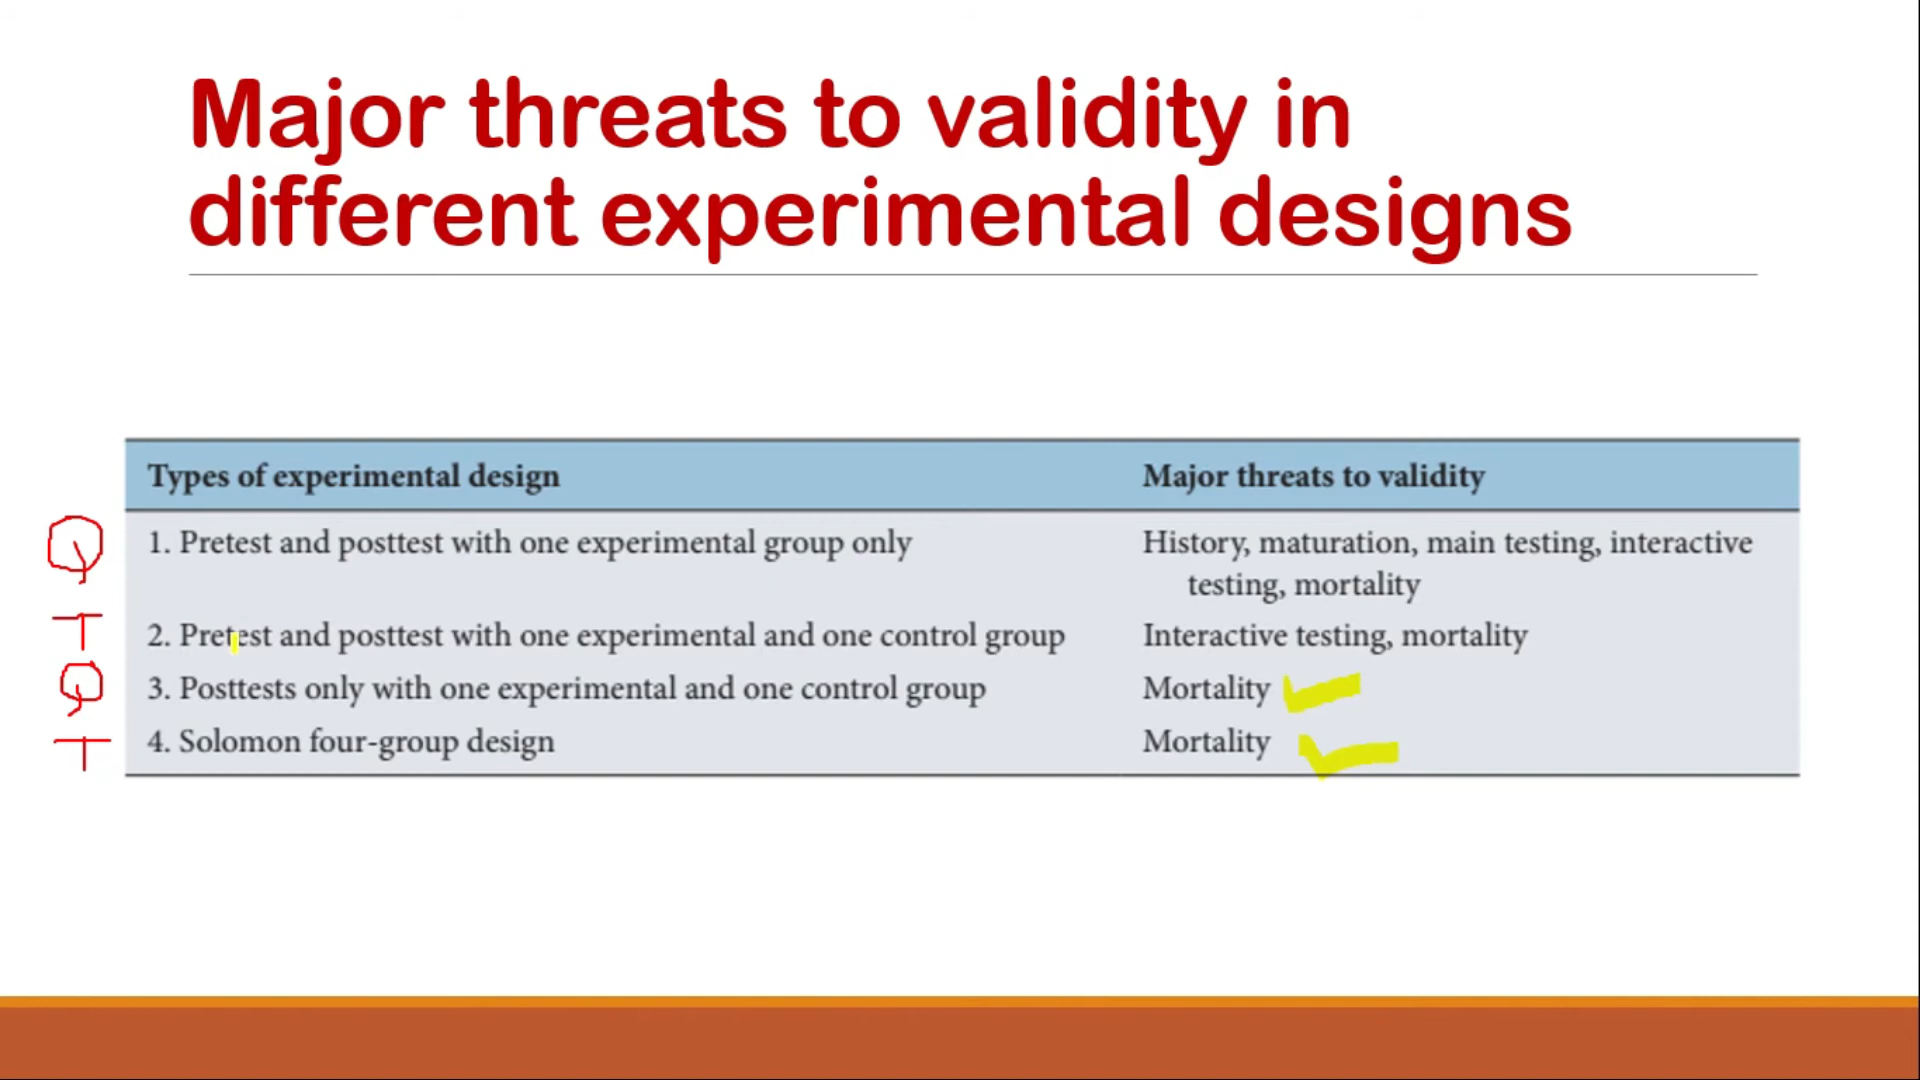 Major threats to validity in
different experimental designs
Types of experimental design Major threats to validity
Q 1. Pretest and posttest with one experimental group only History, maturation, main testing, interactive
testing, mortality
T 2. Pretest and posttest with one experimental and one control group Interactive testing, mortality
Q 3. Posttests only with one experimental and one control group Mortality
T 4. Solomon four-group design Mortality